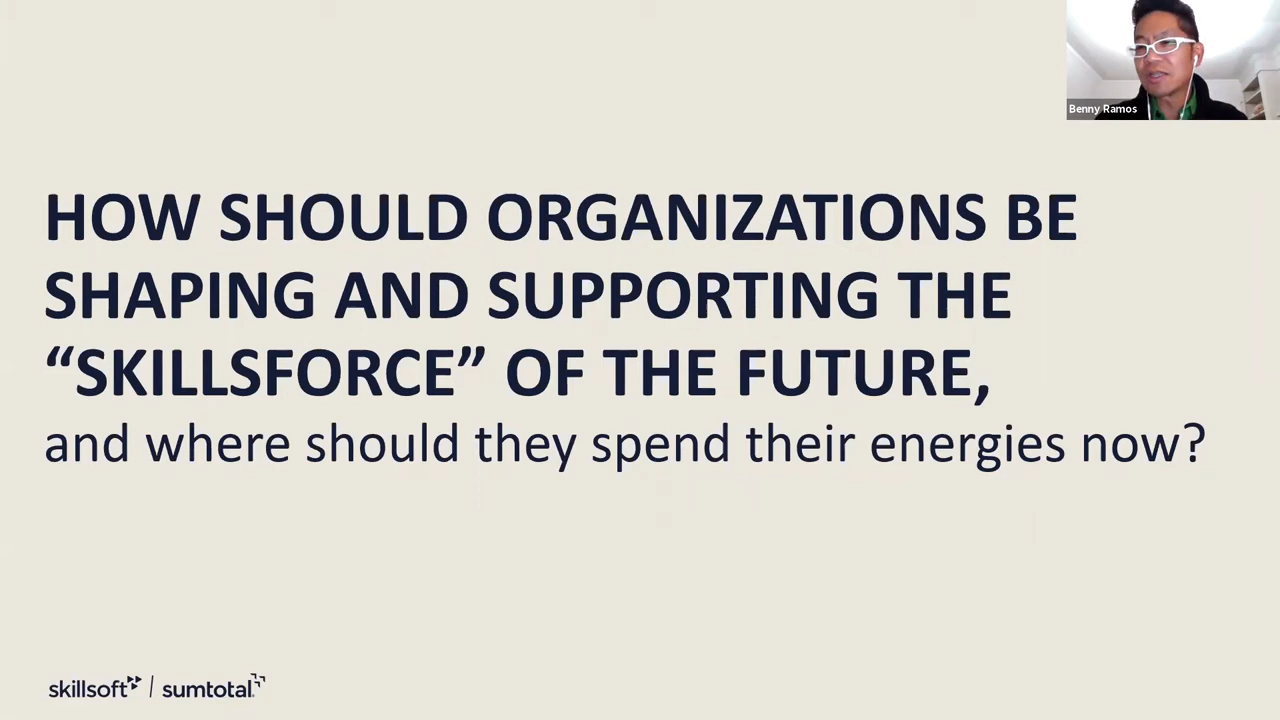 Benny Ramos
HOW SHOULD ORGANIZATIONS BE
SHAPING AND SUPPORTING THE
“SKILLSFORCE” OF THE FUTURE,
and where should they spend their energies now?
skillsoft | sumtotal